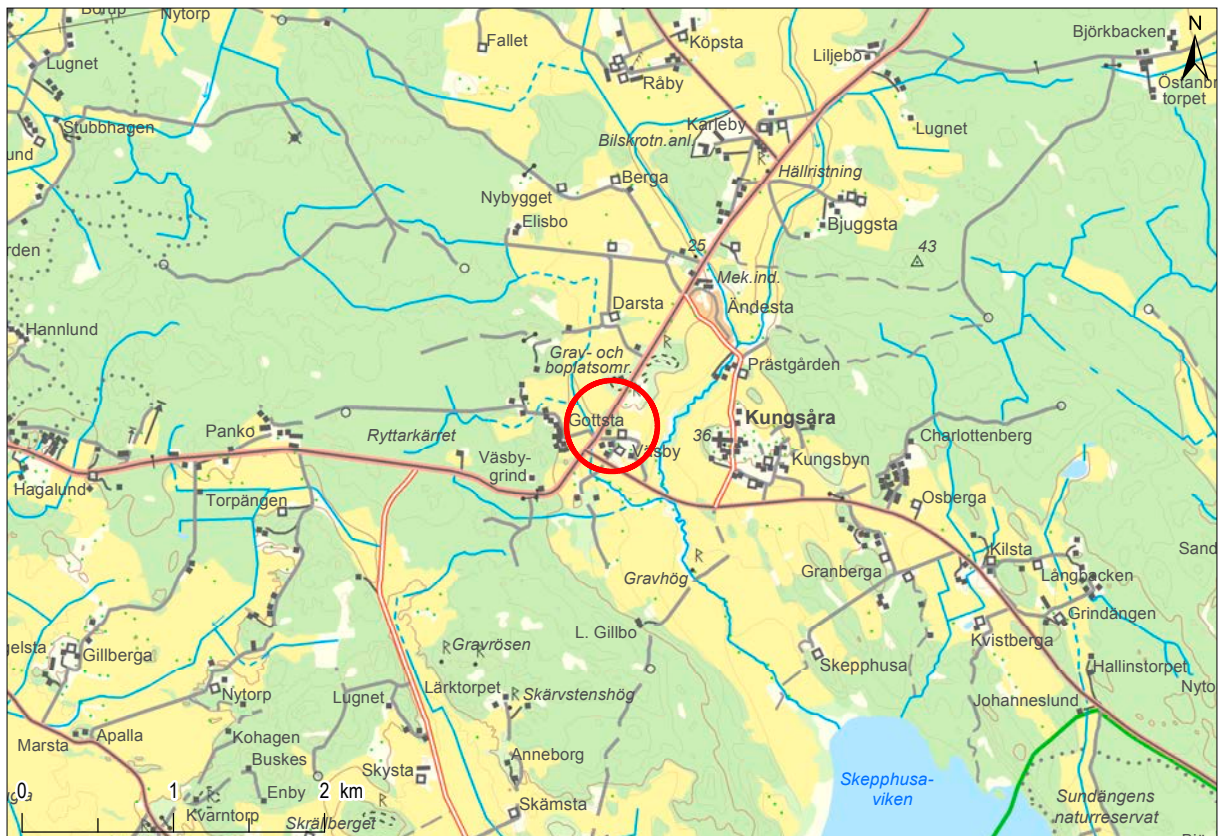 Nytorp
Lugnet
Stubbhagen
Fallet
Köpsta
Råby
Liljebo
Björkbacken
N
torpet
Lugnet
Karleby
Bilskrotn.anl.
Hällristning
Berga
Nybygget
Elisbo
Bjuggsta
25
43
Mek.ind.
Ändesta
Darsta
Hannlund
Grav- och
boplatsomr.
Prästgården
Gottsta
Kungsåra
36
Väsby
Kungsbyn
Charlottenberg
Panko
Ryttarkärret
Väsby-
grind
Hagalund
Torpängen
Osberga
Kilsta
Långbacken
Granberga
Grindängen
Gravhög
L. Gillbo
Kvistberga
Gillberga
Gravrösen
Skepphusa
Hallinstorpet
Nytorp
Lugnet
Lärktorpet
Skärvstenshög
Johanneslund
Marsta
Apalla
Kohagen
Buskes
Anneborg
Skysta
Skepphusa-
viken
Sundängens
naturreservat
0 1 2 km
Enby
Kvarntorp
Skrällberget
Skämsta